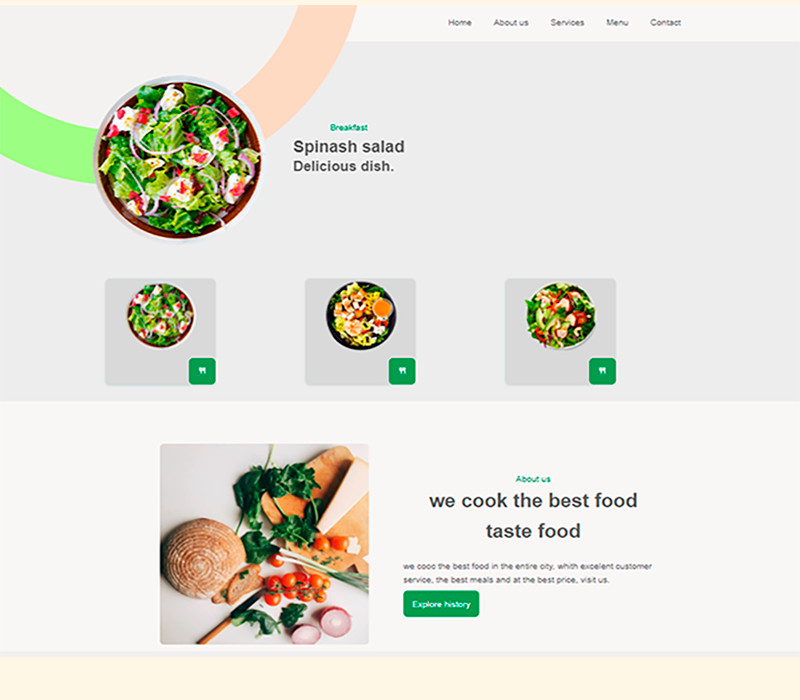 Home About us Services Menu Contact
Breakfast
Spinash salad
Delicious dish.
About us
we cook the best food
taste food
we cooc the best food in the entire city, whith excelent customer
service, the best meals and at the best price, visit us.
Explore history